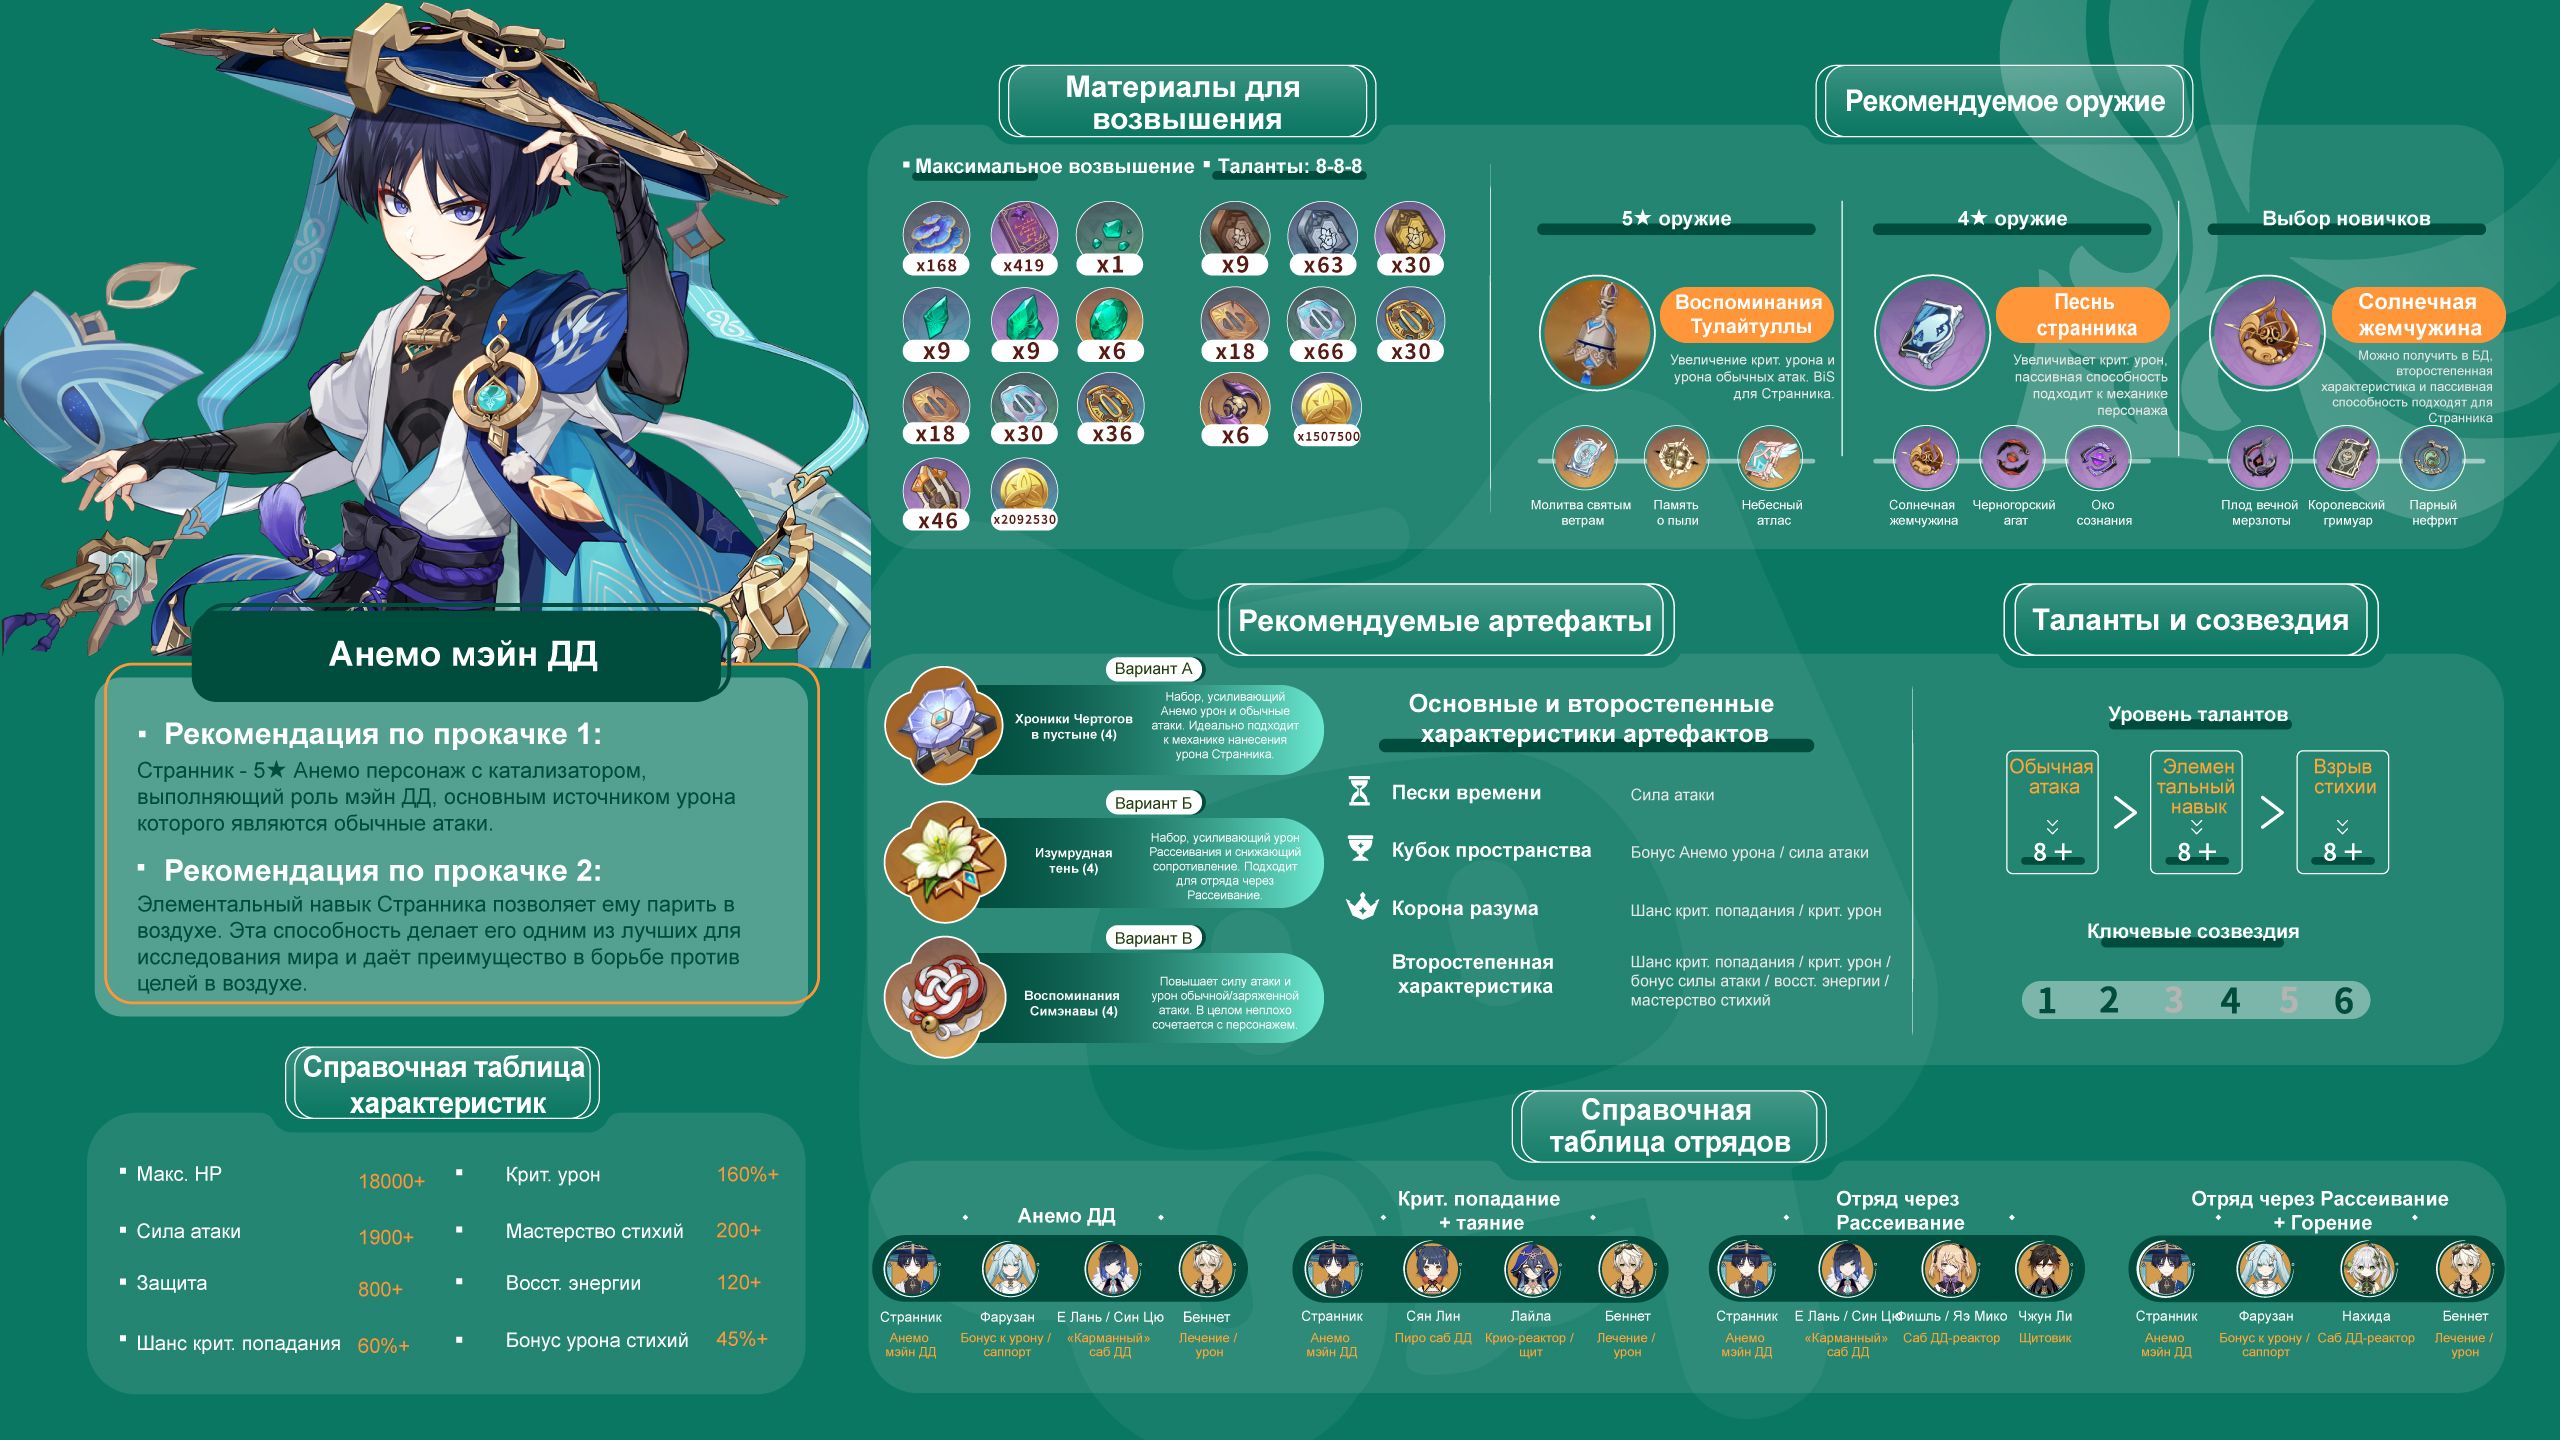 Анемо мэйн ДД
Рекомендация по прокачке 1:
Странник - 5★ Анемо персонаж с катализатором,
выполняющий роль мэйн ДД, основным источником урона
которого являются обычные атаки.
Рекомендация по прокачке 2:
Элементальный навык Странника позволяет ему парить в
воздухе. Эта способность делает его одним из лучших для
исследования мира и даёт преимущество в борьбе против
целей в воздухе.
Справочная таблица
характеристик
Макс. HP 18000+ Крит. урон 160%+
Сила атаки 1900+ Мастерство стихий 200+
Защита 800+ Восст. энергии 120+
Шанс крит. попадания 60%+ Бонус урона стихий 45%+
Материалы для
возвышения
Максимальное возвышение Таланты: 8-8-8
x168 x419 x1 x9 x63 x30
x9 x9 x6 x18 x66 x30
x18 x30 x36 x6 x1507500
x46 x2092530
Рекомендуемое оружие
5★ оружие
Воспоминания
Тулайтуллы
Увеличение крит. урона и
урона обычных атак. BiS
для Странника.
Молитва святым
ветрам
Память
о пыли
Небесный
атлас
4★ оружие
Песнь
странника
Увеличивает крит. урон,
пассивная способность
подходит к механике
персонажа
Солнечная
жемчужина
Черногорский
агат
Око
сознания
Выбор новичков
Солнечная
жемчужина
Можно получить в БД,
второстепенная
характеристика и пассивная
способность подходят для
Странника
Плод вечной
мерзлоты
Королевский
гримуар
Парный
нефрит
Рекомендуемые артефакты
Вариант А
Хроники Чертогов
в пустыне (4)
Набор, усиливающий
Анемо урон и обычные
атаки. Идеально подходит
к механике нанесения
урона Странника.
Вариант Б
Изумрудная
тень (4)
Набор, усиливающий урон
Рассеивания и снижающий
сопротивление. Подходит
для отряда через
Рассеивание.
Вариант В
Воспоминания
Симэнавы (4)
Повышает силу атаки и
урон обычной/заряженной
атаки. В целом неплохо
сочетается с персонажем.
Основные и второстепенные
характеристики артефактов
Пески времени Сила атаки
Кубок пространства Бонус Анемо урона / сила атаки
Корона разума Шанс крит. попадания / крит. урон
Второстепенная
характеристика
Шанс крит. попадания / крит. урон /
бонус силы атаки / восст. энергии /
мастерство стихий
Таланты и созвездия
Уровень талантов
Обычная
атака
8 +
>
Элемен
тальный
навык
8 +
>
Взрыв
стихии
8 +
Ключевые созвездия
1 2 3 4 5 6
Справочная
таблица отрядов
Анемо ДД
Странник Фарузан Е Лань / Син Цю Беннет
Анемо
мэйн ДД
Бонус к урону /
саппорт
«Карманный»
саб ДД
Лечение /
урон
Крит. попадание
+ таяние
Странник Сян Лин Лайла Беннет
Анемо
мэйн ДД
Пиро саб ДД
Крио-реактор /
щит
Лечение /
урон
Отряд через
Рассеивание
Странник Е Лань / Син Цю Фишль / Яэ Мико Чжун Ли
Анемо
мэйн ДД
«Карманный»
саб ДД
Саб ДД-реактор
Щитовик
Отряд через Рассеивание
+ Горение
Странник Фарузан Нахида Беннет
Анемо
мэйн ДД
Бонус к урону /
саппорт
Саб ДД-реактор
Лечение /
урон